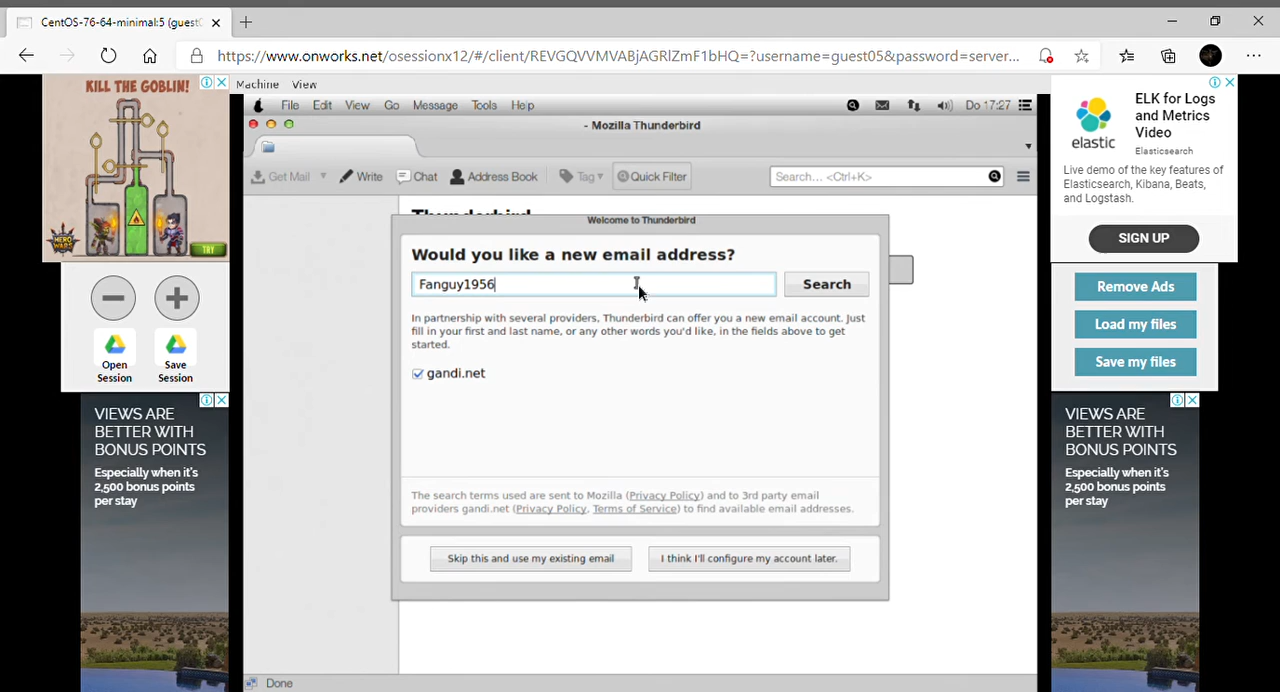 CentOS-76-64-minimal:5 (guest
https://www.onworks.net/osessionx12/#/client/REVGQVVMVABjAGRlZmF1bHQ=?username=guest05&password=server...
KILL THE GOBLIN!
HERO WARS
TRY
Open Session
Save Session
VIEWS ARE
BETTER WITH
BONUS POINTS
Especially when it's
2,500 bonus points
per stay
Machine View
File Edit View Go Message Tools Help
Do 17:27
- Mozilla Thunderbird
Get Mail Write Chat Address Book Tag Quick Filter
Search... <Ctrl+K>
Thunderbird
Welcome to Thunderbird
Would you like a new email address?
Fanguy1956
Search
In partnership with several providers, Thunderbird can offer you a new email account. Just
fill in your first and last name, or any other words you'd like, in the fields above to get
started.
gandi.net
The search terms used are sent to Mozilla (Privacy Policy) and to 3rd party email
providers gandi.net (Privacy Policy, Terms of Service) to find available email addresses.
Skip this and use my existing email
I think I'll configure my account later.
Done
elastic
ELK for Logs
and Metrics
Video
Elasticsearch
Live demo of the key features of
Elasticsearch, Kibana, Beats,
and Logstash.
SIGN UP
Remove Ads
Load my files
Save my files
VIEWS ARE
BETTER WITH
BONUS POINTS
Especially when it's
2,500 bonus points
per stay